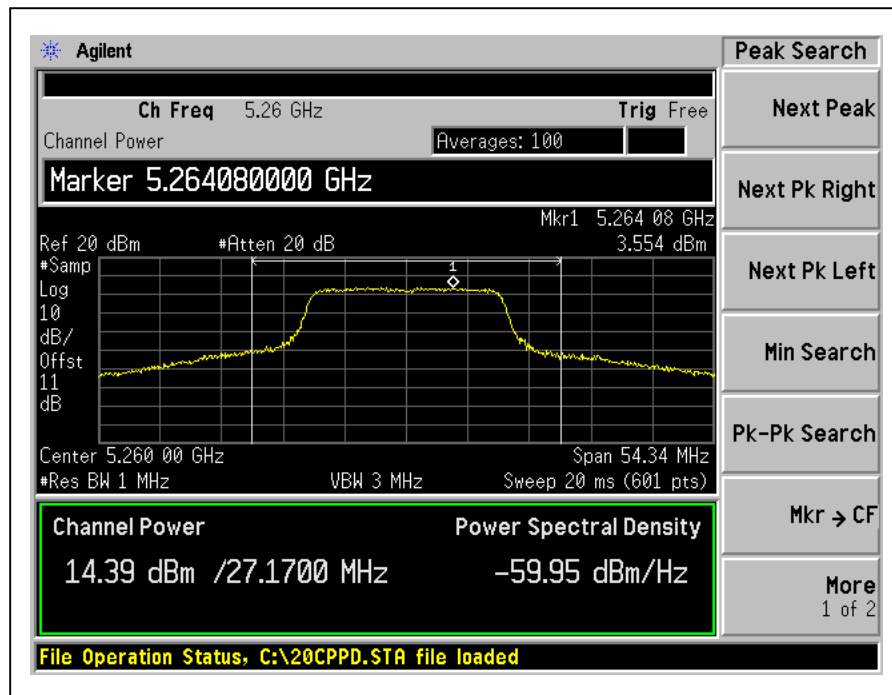 Agilent
Peak Search
Ch Freq 5.26 GHz Trig Free
Channel Power Averages: 100
Marker 5.264080000 GHz
Mkr1 5.264 08 GHz
Ref 20 dBm #Atten 20 dB 3.554 dBm
#Samp
Log
10
dB/
Offst
11
dB
1
Center 5.260 00 GHz Span 54.34 MHz
#Res BW 1 MHz VBW 3 MHz Sweep 20 ms (601 pts)
Channel Power Power Spectral Density
14.39 dBm /27.1700 MHz -59.95 dBm/Hz
File Operation Status, C:\20CPPD.STA file loaded
Next Peak
Next Pk Right
Next Pk Left
Min Search
Pk-Pk Search
Mkr → CF
More
1 of 2